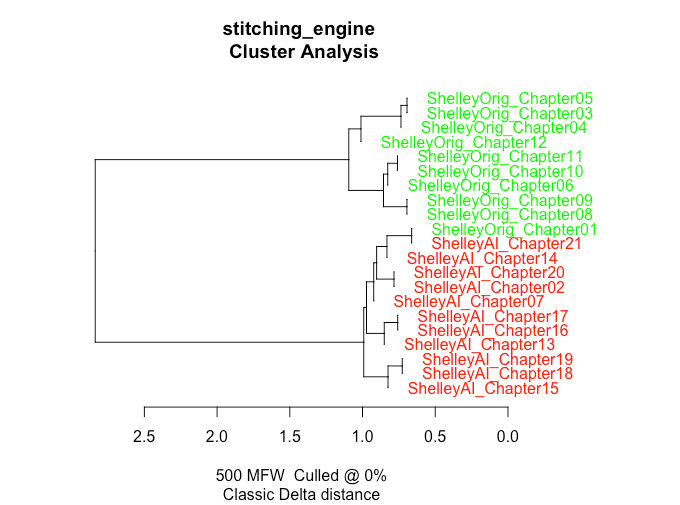 stitching_engine
Cluster Analysis
ShelleyOrig_Chapter05
ShelleyOrig_Chapter03
ShelleyOrig_Chapter04
ShelleyOrig_Chapter12
ShelleyOrig_Chapter11
ShelleyOrig_Chapter10
ShelleyOrig_Chapter06
ShelleyOrig_Chapter09
ShelleyOrig_Chapter08
ShelleyOrig_Chapter01
ShelleyAI_Chapter21
ShelleyAI_Chapter14
ShelleyAT_Chapter20
ShelleyAI_Chapter02
ShelleyAI_Chapter07
ShelleyAI_Chapter17
ShelleyAI_Chapter16
ShelleyAI_Chapter13
ShelleyAI_Chapter19
ShelleyAI_Chapter18
ShelleyAI_Chapter15
2.5 2.0 1.5 1.0 0.5 0.0
500 MFW Culled @ 0%
Classic Delta distance